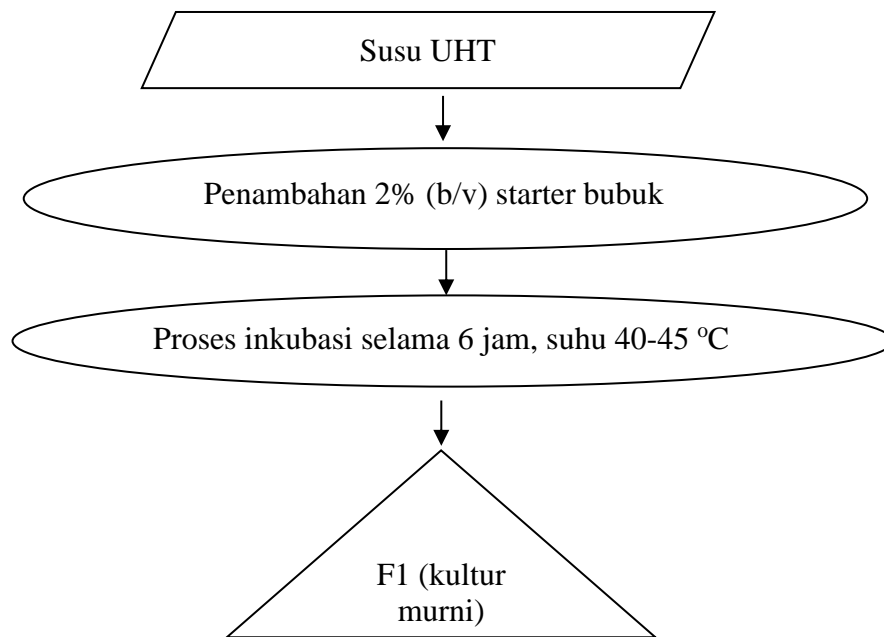 Susu UHT
Penambahan 2% (b/v) starter bubuk
Proses inkubasi selama 6 jam, suhu 40-45 ºC
F1 (kultur
murni)